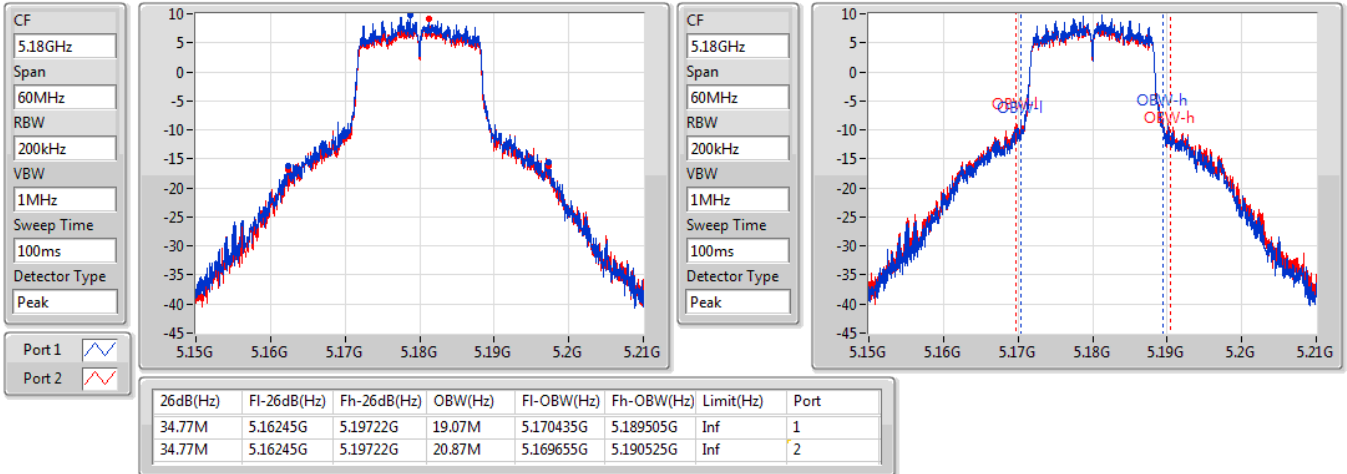 CF
5.18GHz
Span
60MHz
RBW
200kHz
VBW
1MHz
Sweep Time
100ms
Detector Type
Peak
Port 1
Port 2
10
5
0
-5
-10
-15
-20
-25
-30
-35
-40
-45
5.15G 5.16G 5.17G 5.18G 5.19G 5.2G 5.21G
CF
5.18GHz
Span
60MHz
RBW
200kHz
VBW
1MHz
Sweep Time
100ms
Detector Type
Peak
10
5
0
-5
-10
-15
-20
-25
-30
-35
-40
-45
OBW-l
OBW-l
OBW-h
OBW-h
5.15G 5.16G 5.17G 5.18G 5.19G 5.2G 5.21G
26dB(Hz) Fl-26dB(Hz) Fh-26dB(Hz) OBW(Hz) Fl-OBW(Hz) Fh-OBW(Hz) Limit(Hz) Port
34.77M 5.16245G 5.19722G 19.07M 5.170435G 5.189505G Inf 1
34.77M 5.16245G 5.19722G 20.87M 5.169655G 5.190525G Inf 2